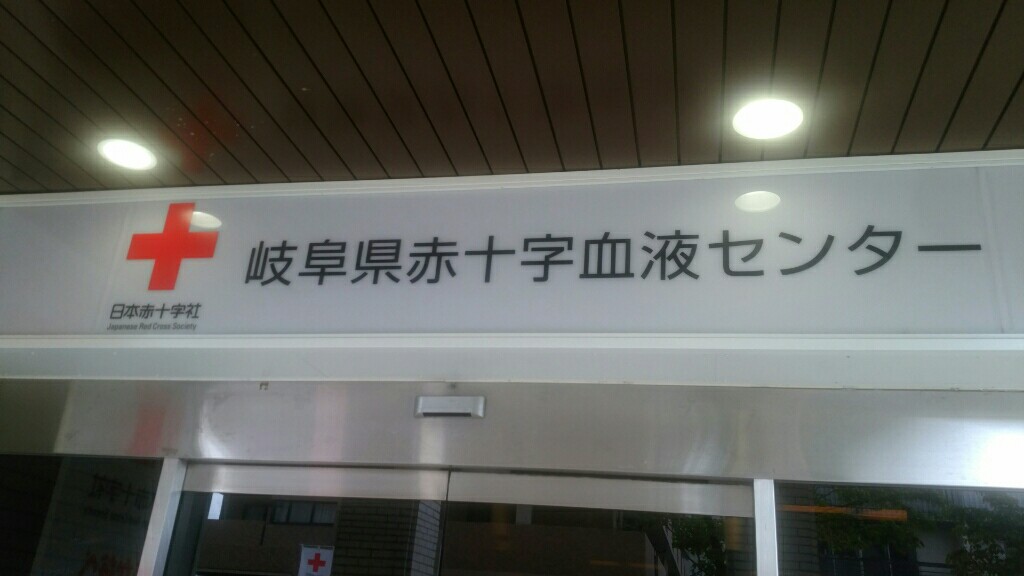 岐阜県赤十字血液センター
日本赤十字社
Japanese Red Cross Society